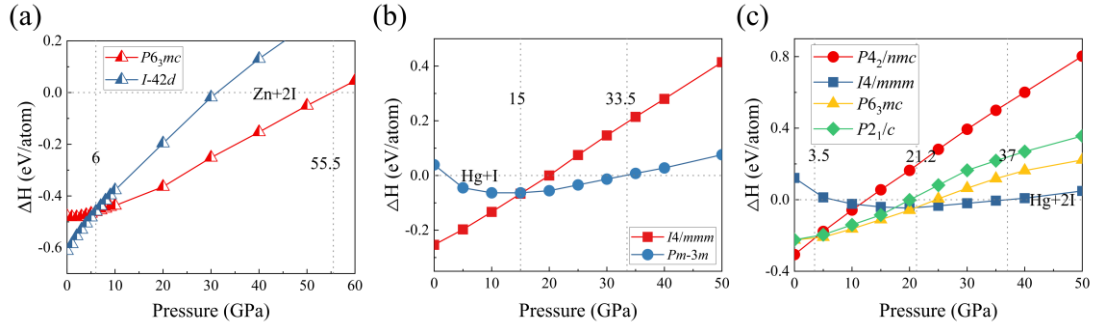 (a)
0.2
0.0
-0.2
-0.4
-0.6
ΔH (eV/atom)
P6₃mc
I-42d
Zn+2I
6
55.5
0 10 20 30 40 50 60
Pressure (GPa)
(b)
0.4
0.2
0.0
-0.2
ΔH (eV/atom)
15
33.5
Hg+I
I4/mmm
Pm-3m
0 10 20 30 40 50
Pressure (GPa)
(c)
0.8
0.4
0.0
-0.4
ΔH (eV/atom)
P4₂/nmc
I4/mmm
P6₃mc
P2₁/c
3.5
21.2
37
Hg+2I
0 10 20 30 40 50
Pressure (GPa)